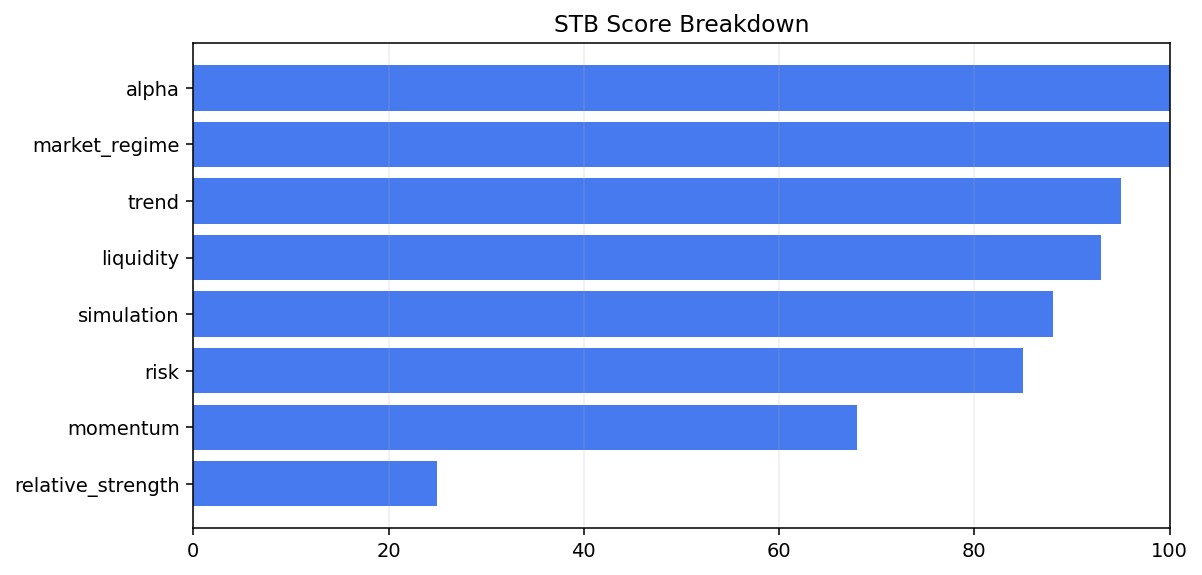 STB Score Breakdown
alpha
market_regime
trend
liquidity
simulation
risk
momentum
relative_strength
0 20 40 60 80 100